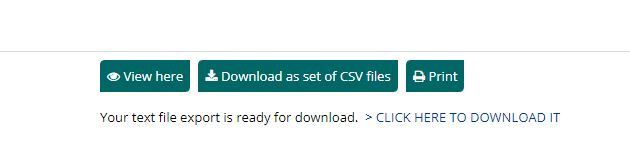 View here Download as set of CSV files Print
Your text file export is ready for download. > CLICK HERE TO DOWNLOAD IT